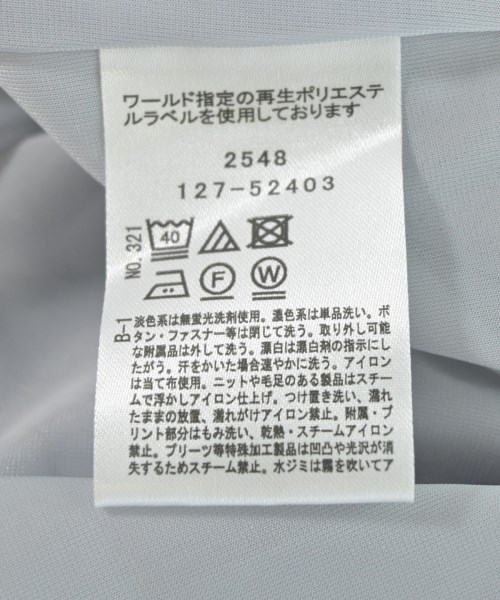 ワールド指定の再生ポリエステ
ルラベルを使用しております
2548
127-52403
NO.321
40
F
W
B-1
淡色系は無蛍光洗剤使用。濃色系は単品洗い。ボ
タン・ファスナー等は閉じて洗う。取り外し可能
な附属品は外して洗う。漂白は漂白剤の指示にし
たがう。汗をかいた場合速やかに洗う。アイロン
は当て布使用。ニットや毛足のある製品はスチー
ムで浮かしアイロン仕上げ。つけ置き洗い、濡れ
たままの放置、濡れがけアイロン禁止。附属・プ
リント部分はもみ洗い、乾熱・スチームアイロン
禁止。プリーツ等特殊加工製品は凹凸や光沢が消
失するためスチーム禁止。水ジミは霧を吹いてア